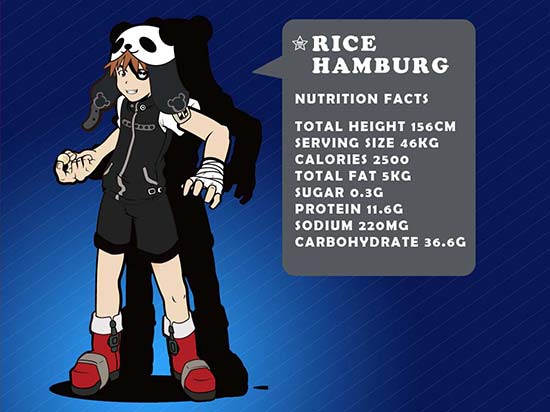 RICE
HAMBURG
NUTRITION FACTS
TOTAL HEIGHT 156CM
SERVING SIZE 46KG
CALORIES 2500
TOTAL FAT 5KG
SUGAR 0.3G
PROTEIN 11.6G
SODIUM 220MG
CARBOHYDRATE 36.6G